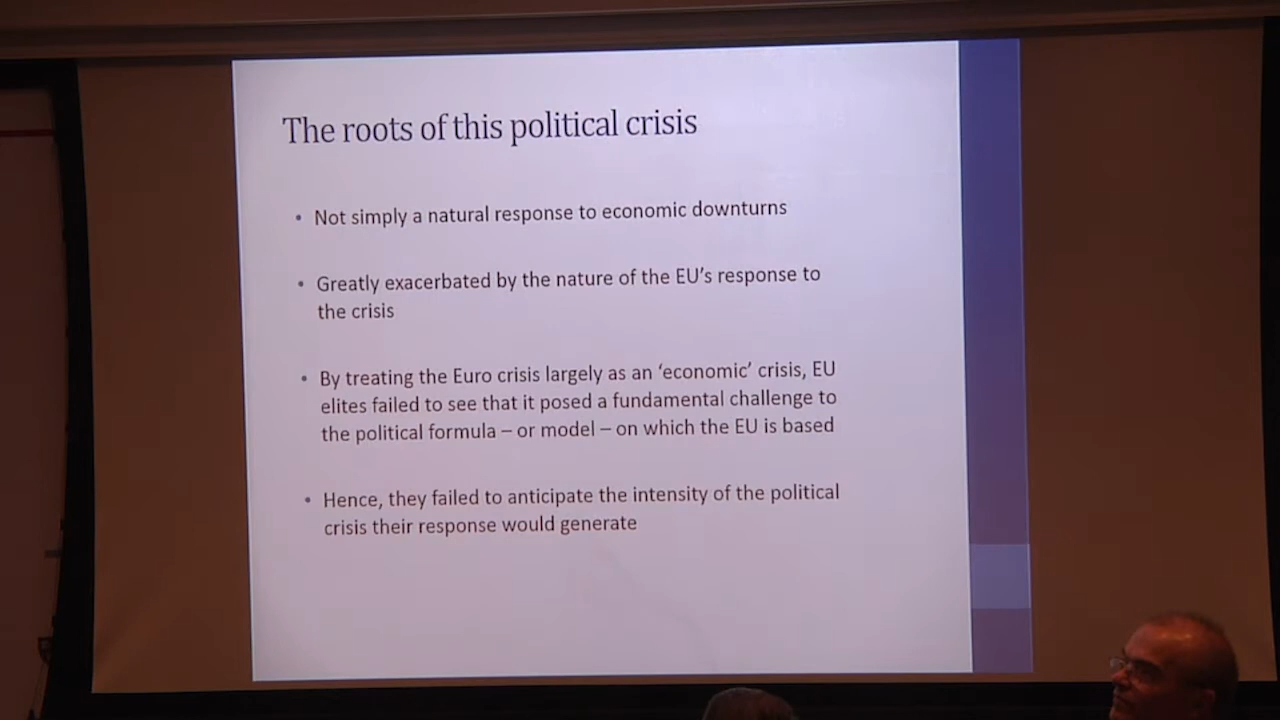 The roots of this political crisis
• Not simply a natural response to economic downturns
• Greatly exacerbated by the nature of the EU’s response to
the crisis
• By treating the Euro crisis largely as an ‘economic’ crisis, EU
elites failed to see that it posed a fundamental challenge to
the political formula – or model – on which the EU is based
• Hence, they failed to anticipate the intensity of the political
crisis their response would generate